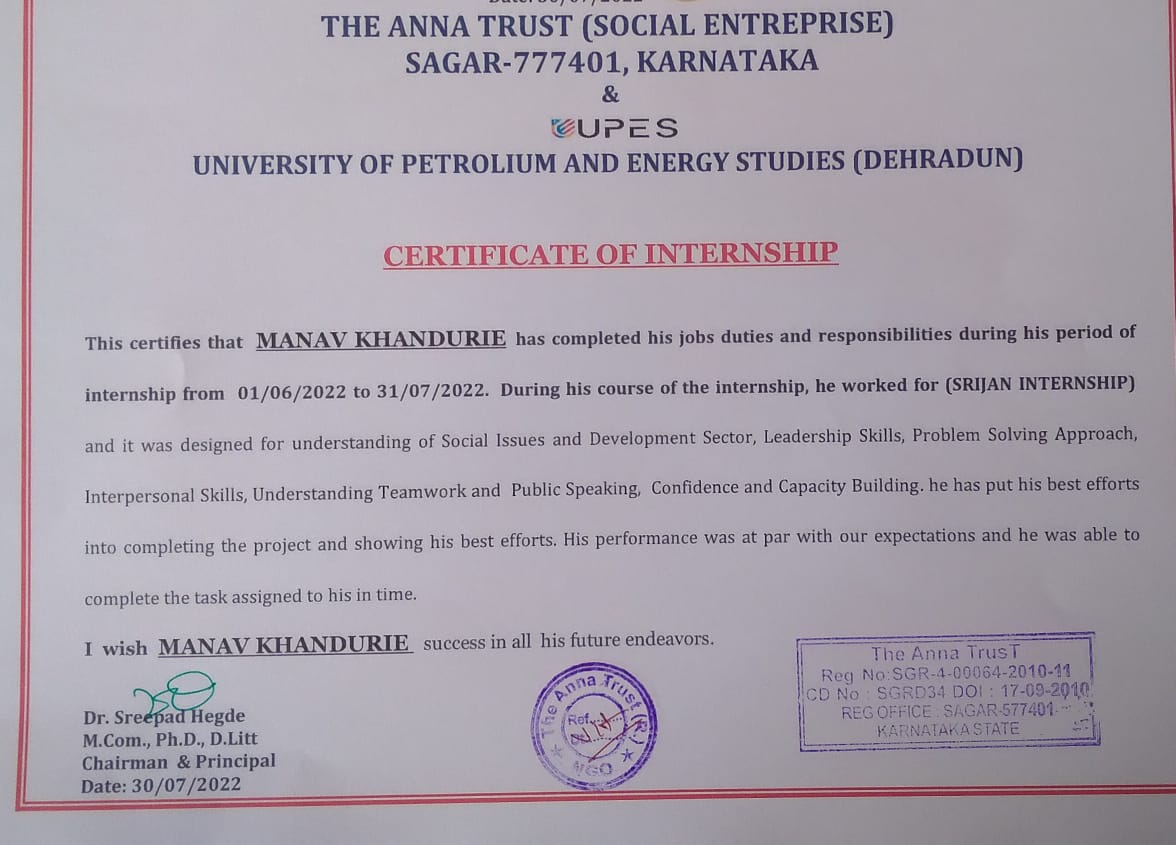 Date: 30/07/2022
THE ANNA TRUST (SOCIAL ENTREPRISE)
SAGAR-777401, KARNATAKA
&
UPES
UNIVERSITY OF PETROLIUM AND ENERGY STUDIES (DEHRADUN)
CERTIFICATE OF INTERNSHIP
This certifies that MANAV KHANDURIE has completed his jobs duties and responsibilities during his period of
internship from 01/06/2022 to 31/07/2022. During his course of the internship, he worked for (SRIJAN INTERNSHIP)
and it was designed for understanding of Social Issues and Development Sector, Leadership Skills, Problem Solving Approach,
Interpersonal Skills, Understanding Teamwork and Public Speaking, Confidence and Capacity Building. he has put his best efforts
into completing the project and showing his best efforts. His performance was at par with our expectations and he was able to
complete the task assigned to his in time.
I wish MANAV KHANDURIE success in all his future endeavors.
Dr. Sreepad Hegde
M.Com., Ph.D., D.Litt
Chairman & Principal
Date: 30/07/2022
The Anna Trust (R.)
Ref.
NGO
The Anna TrusT
Reg No:SGR-4-00064-2010-11
CD No : SGRD34 DOI : 17-09-2010
REG OFFICE : SAGAR-577401
KARNATAKA STATE